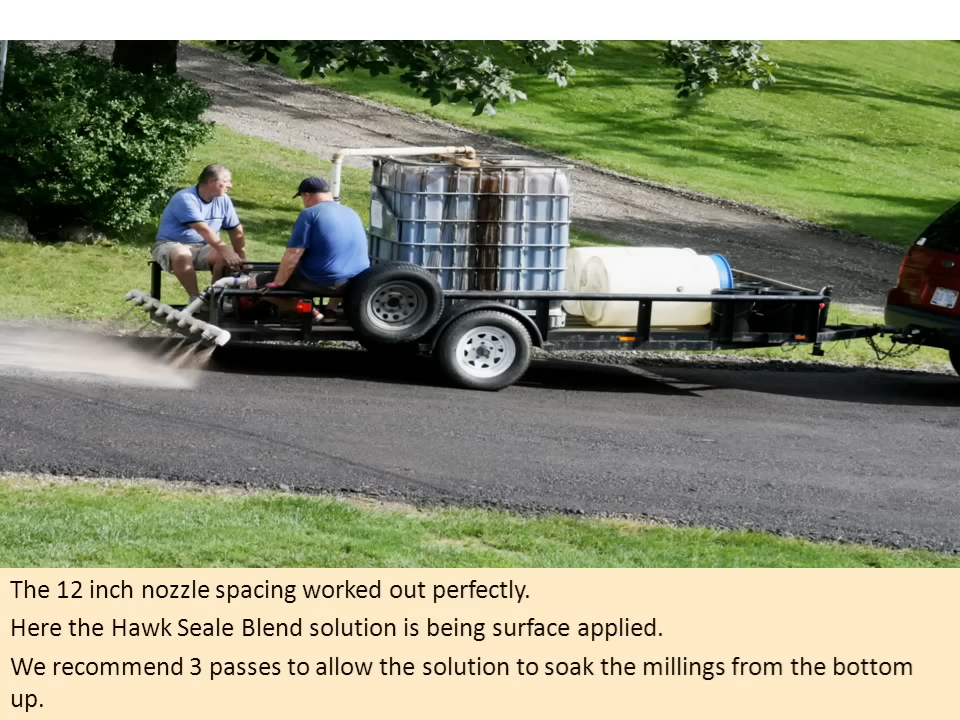 The 12 inch nozzle spacing worked out perfectly.
Here the Hawk Seale Blend solution is being surface applied.
We recommend 3 passes to allow the solution to soak the millings from the bottom
up.